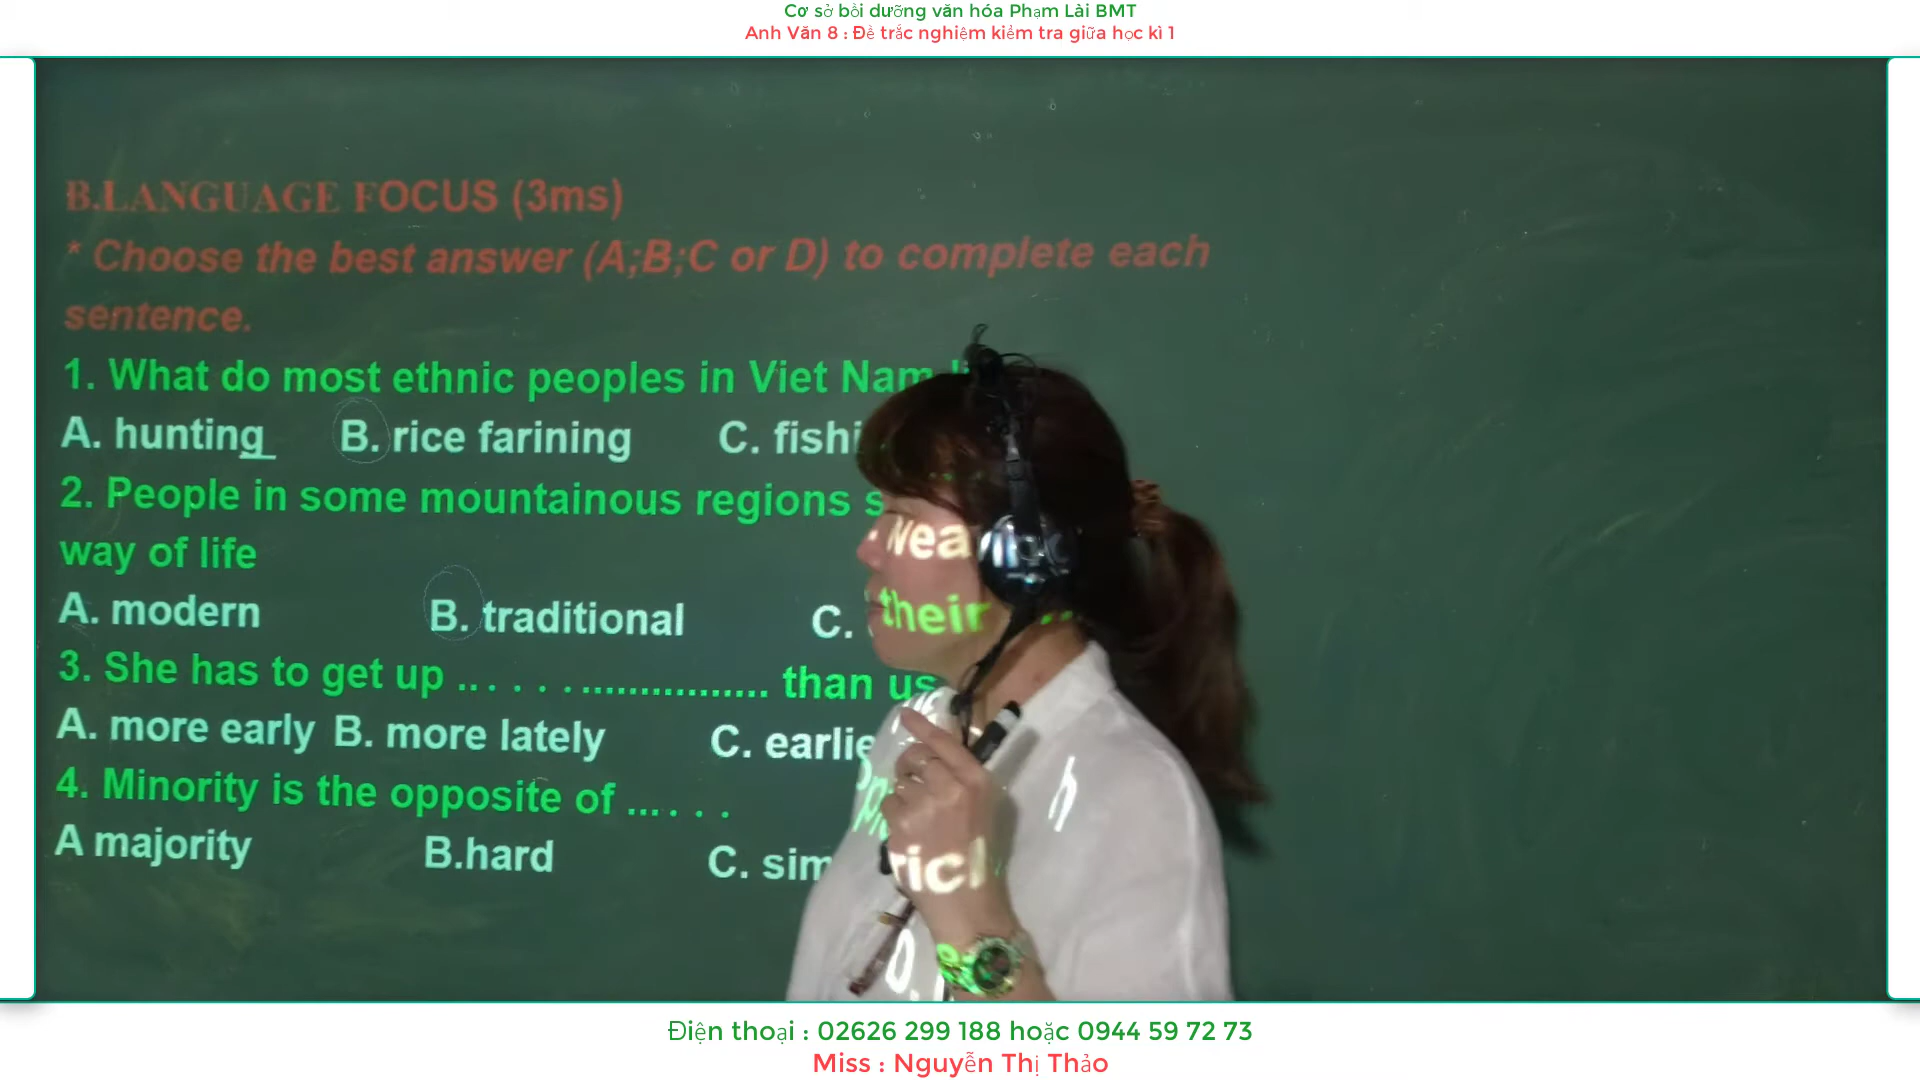 Cơ sở bồi dưỡng văn hóa Phạm Lài BMT
Anh Văn 8 : Đề trắc nghiệm kiểm tra giữa học kì 1
B.LANGUAGE FOCUS (3ms)
* Choose the best answer (A;B;C or D) to complete each
sentence.
1. What do most ethnic peoples in Viet Nam
A. hunting B. rice farining C. fishi
2. People in some mountainous regions s
Wea
way of life
their
A. modern B. traditional C.
3. She has to get up ....................... than us
A. more early B. more lately C. earlie
4. Minority is the opposite of ... . . .
A majority B.hard C. sim
Điện thoại : 02626 299 188 hoặc 0944 59 72 73
Miss : Nguyễn Thị Thảo